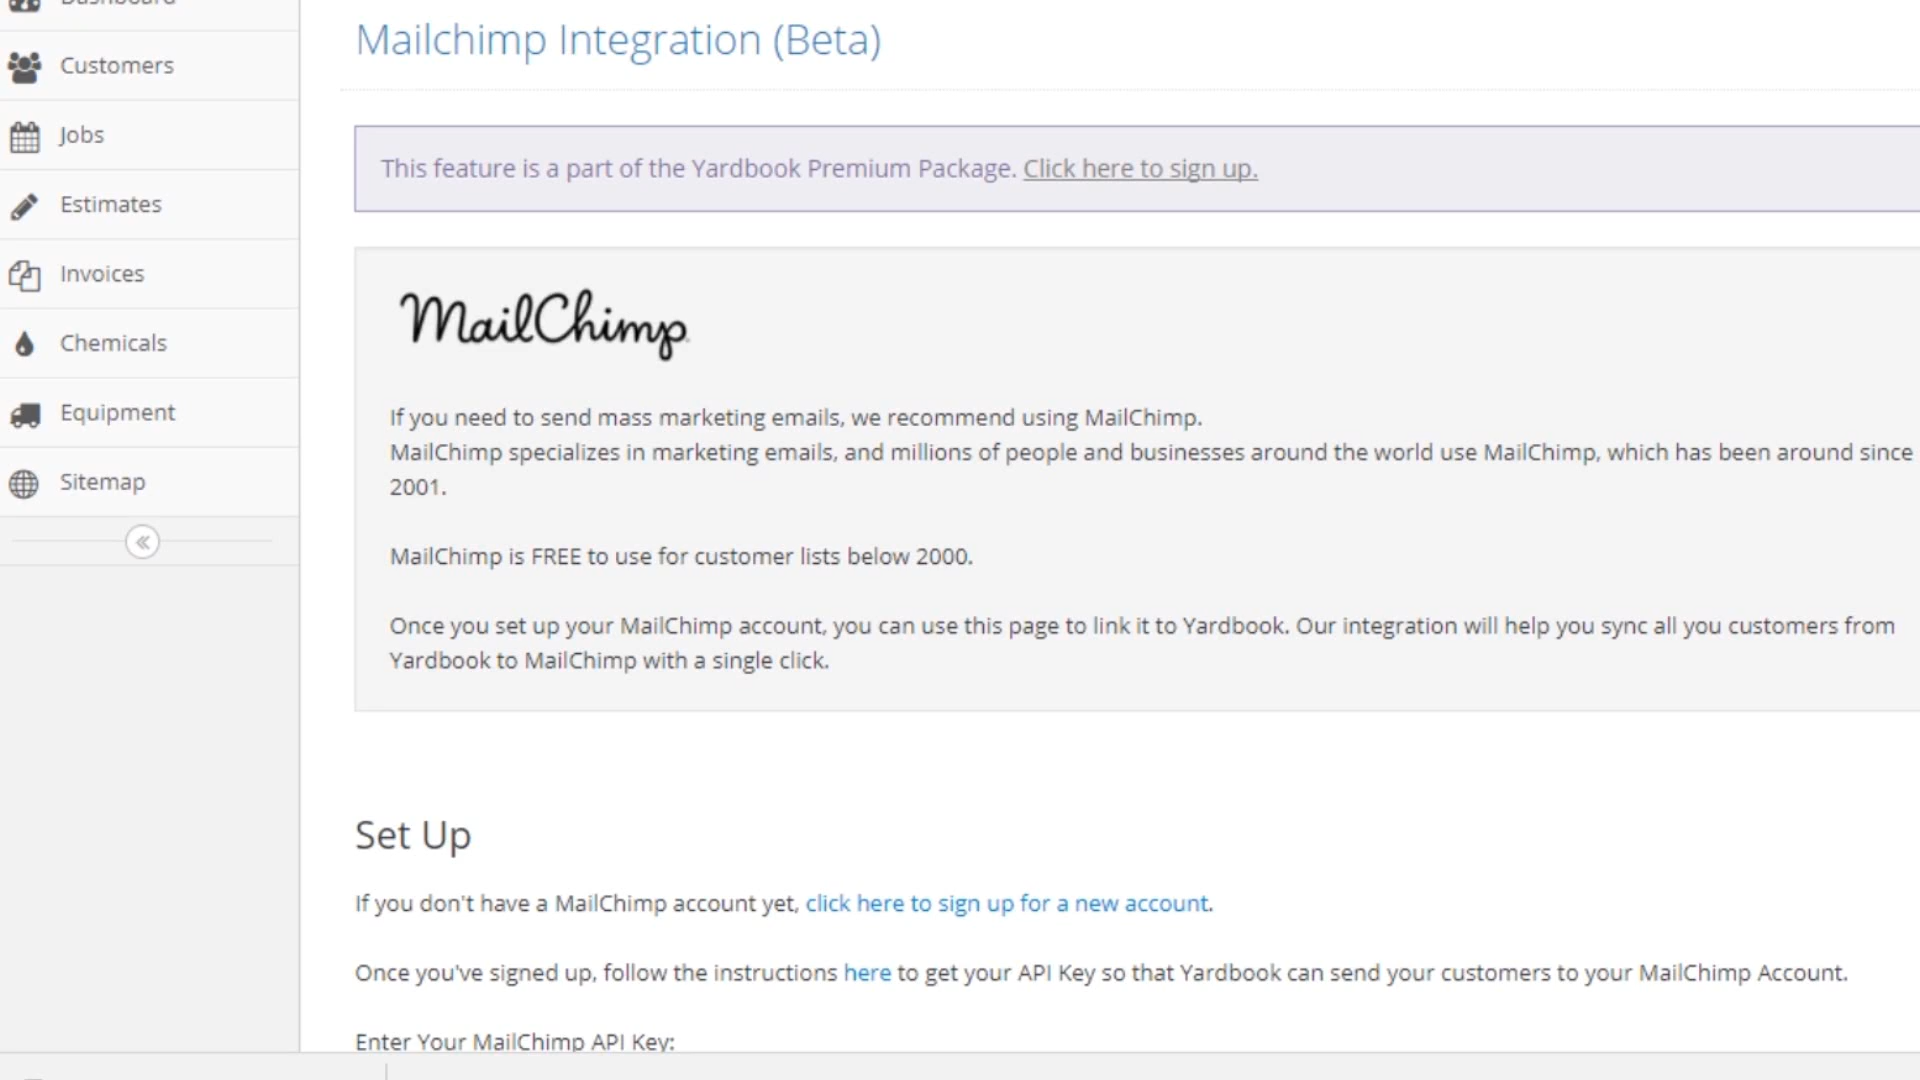 Dashboard
Customers
Jobs
Estimates
Invoices
Chemicals
Equipment
Sitemap
Mailchimp Integration (Beta)
This feature is a part of the Yardbook Premium Package. Click here to sign up.
MailChimp
If you need to send mass marketing emails, we recommend using MailChimp.
MailChimp specializes in marketing emails, and millions of people and businesses around the world use MailChimp, which has been around since
2001.
MailChimp is FREE to use for customer lists below 2000.
Once you set up your MailChimp account, you can use this page to link it to Yardbook. Our integration will help you sync all you customers from
Yardbook to MailChimp with a single click.
Set Up
If you don't have a MailChimp account yet, click here to sign up for a new account.
Once you've signed up, follow the instructions here to get your API Key so that Yardbook can send your customers to your MailChimp Account.
Enter Your MailChimp API Key: